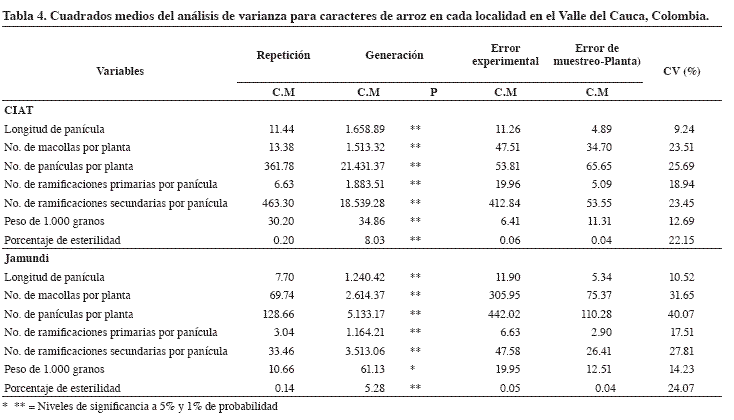 Tabla 4. Cuadrados medios del análisis de varianza para caracteres de arroz en cada localidad en el Valle del Cauca, Colombia.
Variables Repetición Generación Error experimental Error de muestreo-Planta) CV (%)
C.M C.M P C.M C.M
CIAT
Longitud de panícula 11.44 1.658.89 ** 11.26 4.89 9.24
No. de macollas por planta 13.38 1.513.32 ** 47.51 34.70 23.51
No. de panículas por planta 361.78 21.431.37 ** 53.81 65.65 25.69
No. de ramificaciones primarias por panícula 6.63 1.883.51 ** 19.96 5.09 18.94
No. de ramificaciones secundarias por panícula 463.30 18.539.28 ** 412.84 53.55 23.45
Peso de 1.000 granos 30.20 34.86 ** 6.41 11.31 12.69
Porcentaje de esterilidad 0.20 8.03 ** 0.06 0.04 22.15
Jamundi
Longitud de panícula 7.70 1.240.42 ** 11.90 5.34 10.52
No. de macollas por planta 69.74 2.614.37 ** 305.95 75.37 31.65
No. de panículas por planta 128.66 5.133.17 ** 442.02 110.28 40.07
No. de ramificaciones primarias por panícula 3.04 1.164.21 ** 6.63 2.90 17.51
No. de ramificaciones secundarias por panícula 33.46 3.513.06 ** 47.58 26.41 27.81
Peso de 1.000 granos 10.66 61.13 * 19.95 12.51 14.23
Porcentaje de esterilidad 0.14 5.28 ** 0.05 0.04 24.07
* ** = Niveles de significancia a 5% y 1% de probabilidad